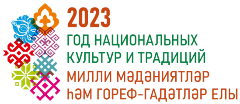 2023
ГОД НАЦИОНАЛЬНЫХ
КУЛЬТУР И ТРАДИЦИЙ
МИЛЛИ МӘДӘНИЯТЛӘР
ҺӘМ ГОРЕФ-ГАДӘТЛӘР ЕЛЫ